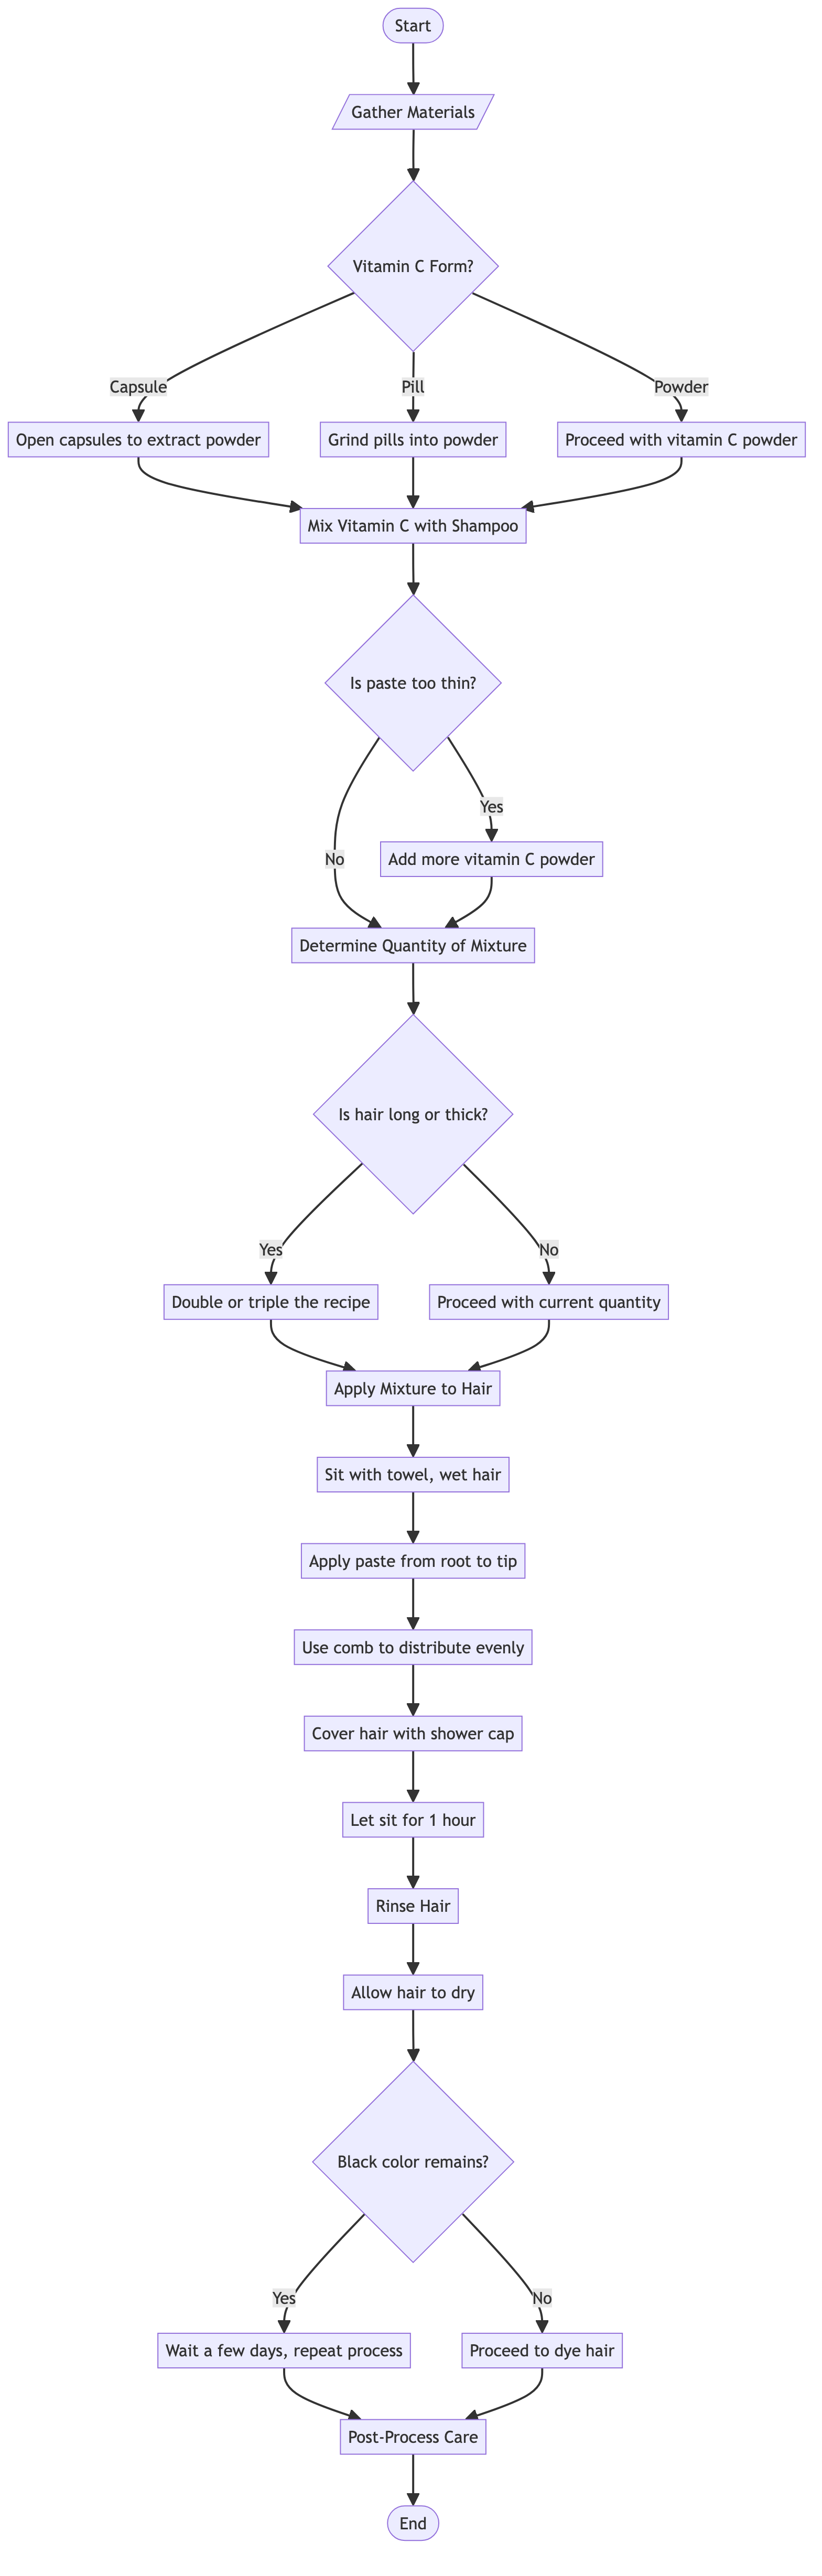 Start
Gather Materials
Vitamin C Form?
Capsule
Pill
Powder
Open capsules to extract powder
Grind pills into powder
Proceed with vitamin C powder
Mix Vitamin C with Shampoo
Is paste too thin?
Yes
No
Add more vitamin C powder
Determine Quantity of Mixture
Is hair long or thick?
Yes
No
Double or triple the recipe
Proceed with current quantity
Apply Mixture to Hair
Sit with towel, wet hair
Apply paste from root to tip
Use comb to distribute evenly
Cover hair with shower cap
Let sit for 1 hour
Rinse Hair
Allow hair to dry
Black color remains?
Yes
No
Wait a few days, repeat process
Proceed to dye hair
Post-Process Care
End